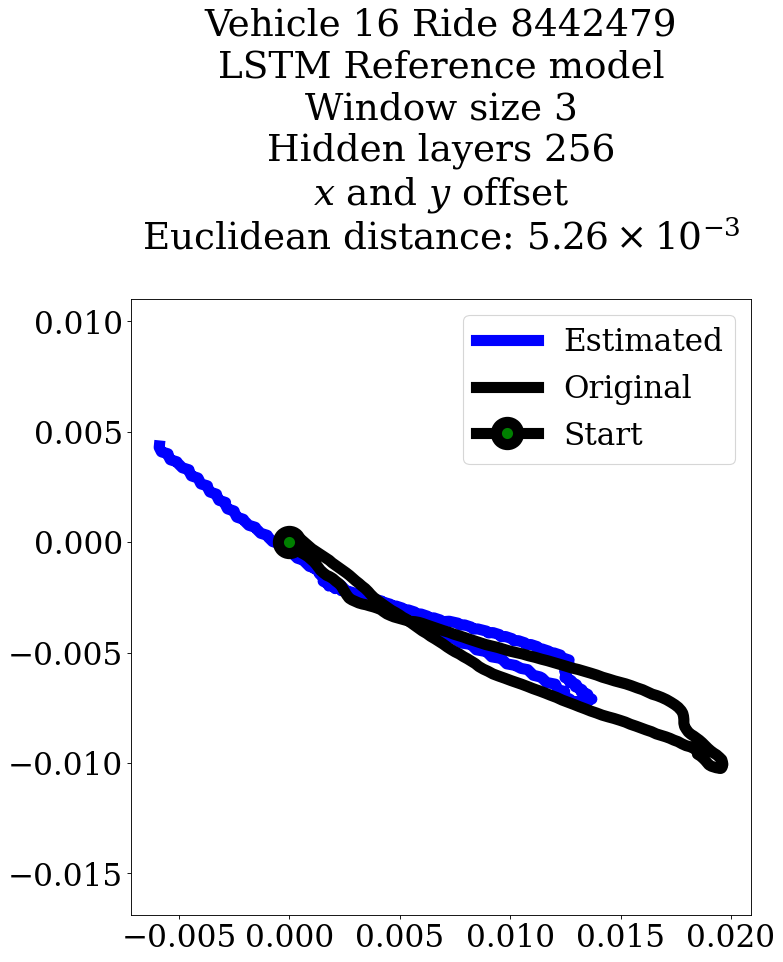 Vehicle 16 Ride 8442479
LSTM Reference model
Window size 3
Hidden layers 256
x and y offset
Euclidean distance: 5.26 × 10⁻³
0.010
Estimated
Original
Start
0.005
0.000
−0.005
−0.010
−0.015
−0.005 0.000 0.005 0.010 0.015 0.020